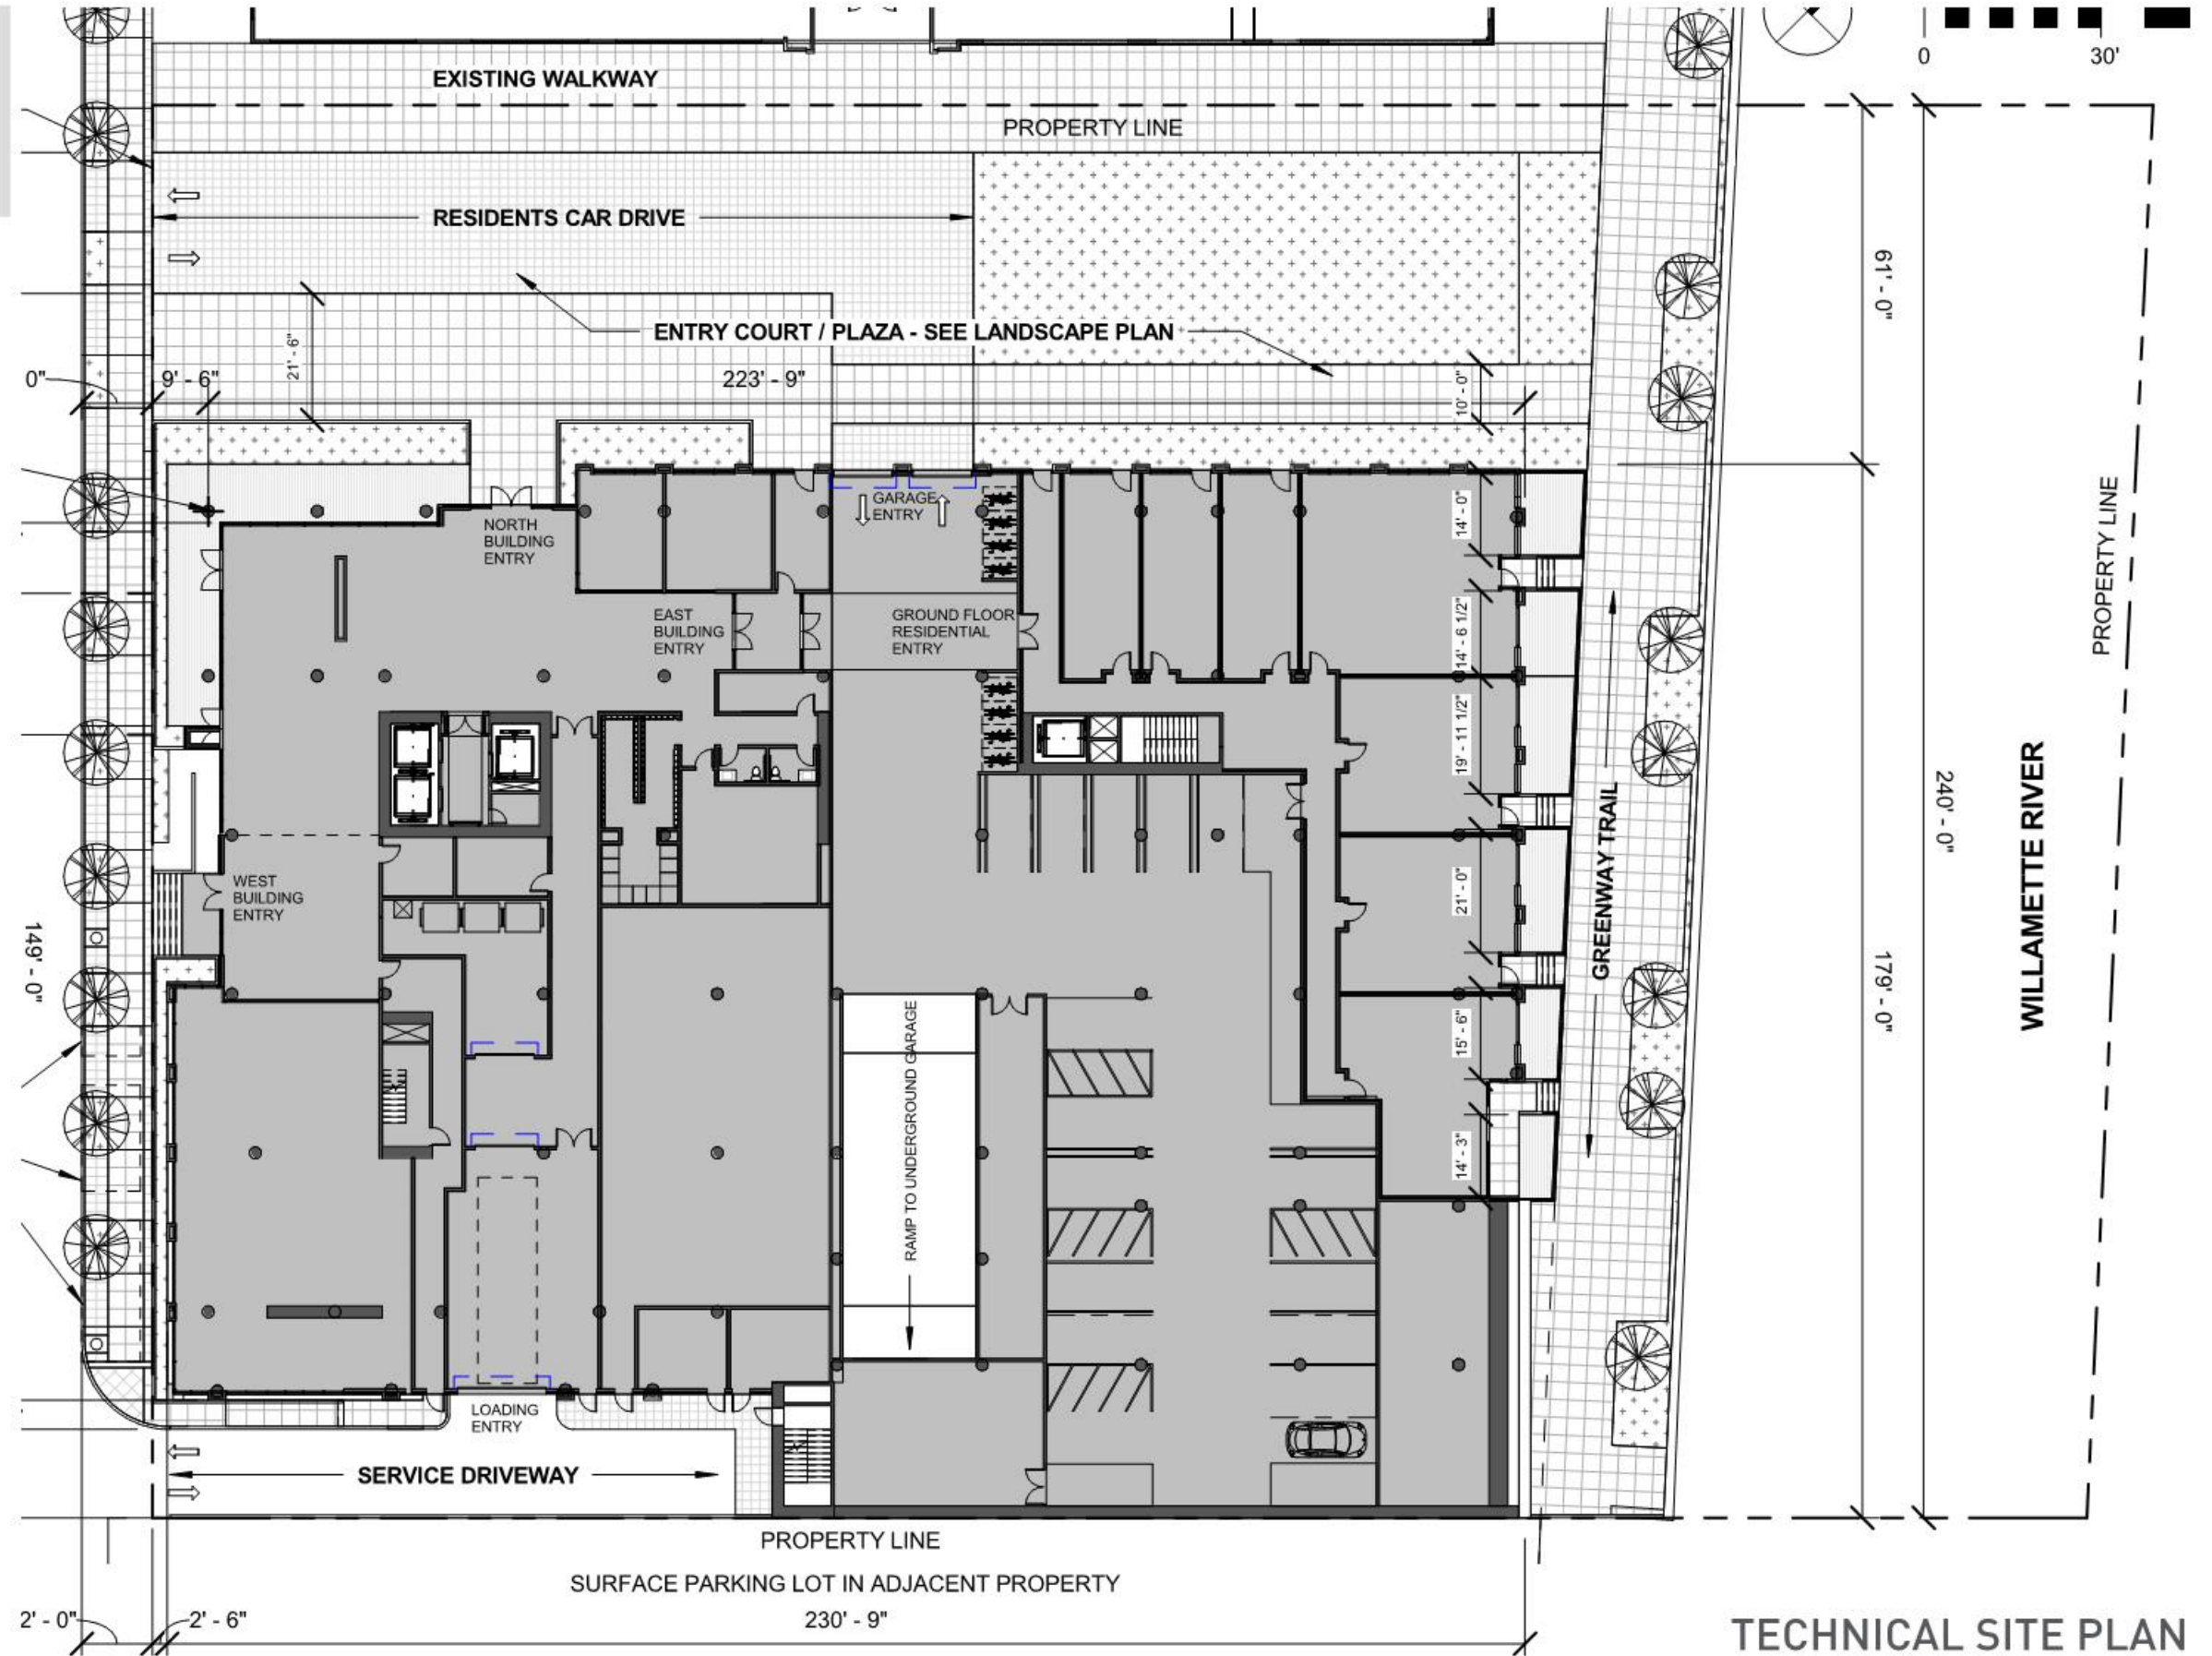 0
30'
EXISTING WALKWAY
PROPERTY LINE
RESIDENTS CAR DRIVE
61' - 0"
ENTRY COURT / PLAZA - SEE LANDSCAPE PLAN
21' - 6"
0"
9' - 6"
223' - 9"
10' - 0"
GARAGE
ENTRY
NORTH
BUILDING
ENTRY
14' - 0"
EAST
BUILDING
ENTRY
GROUND FLOOR
RESIDENTIAL
ENTRY
14' - 6 1/2"
PROPERTY LINE
19' - 11 1/2"
240' - 0"
WILLAMETTE RIVER
GREENWAY TRAIL
WEST
BUILDING
ENTRY
21' - 0"
149' - 0"
179' - 0"
15' - 6"
RAMP TO UNDERGROUND GARAGE
14' - 3"
LOADING
ENTRY
SERVICE DRIVEWAY
PROPERTY LINE
SURFACE PARKING LOT IN ADJACENT PROPERTY
2' - 0"
2' - 6"
230' - 9"
TECHNICAL SITE PLAN